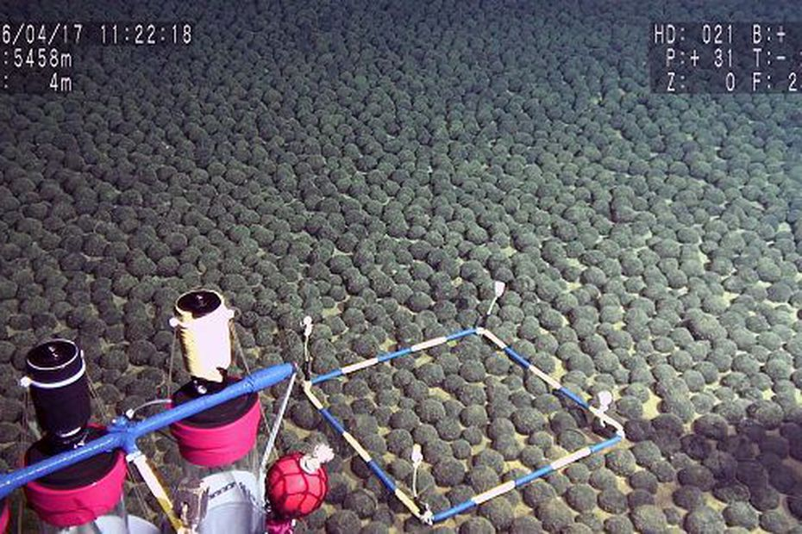 6/04/17 11:22:18
:5458m
: 4m
HD: 021 B:+
P:+ 31 T:-
Z: 0 F: 2